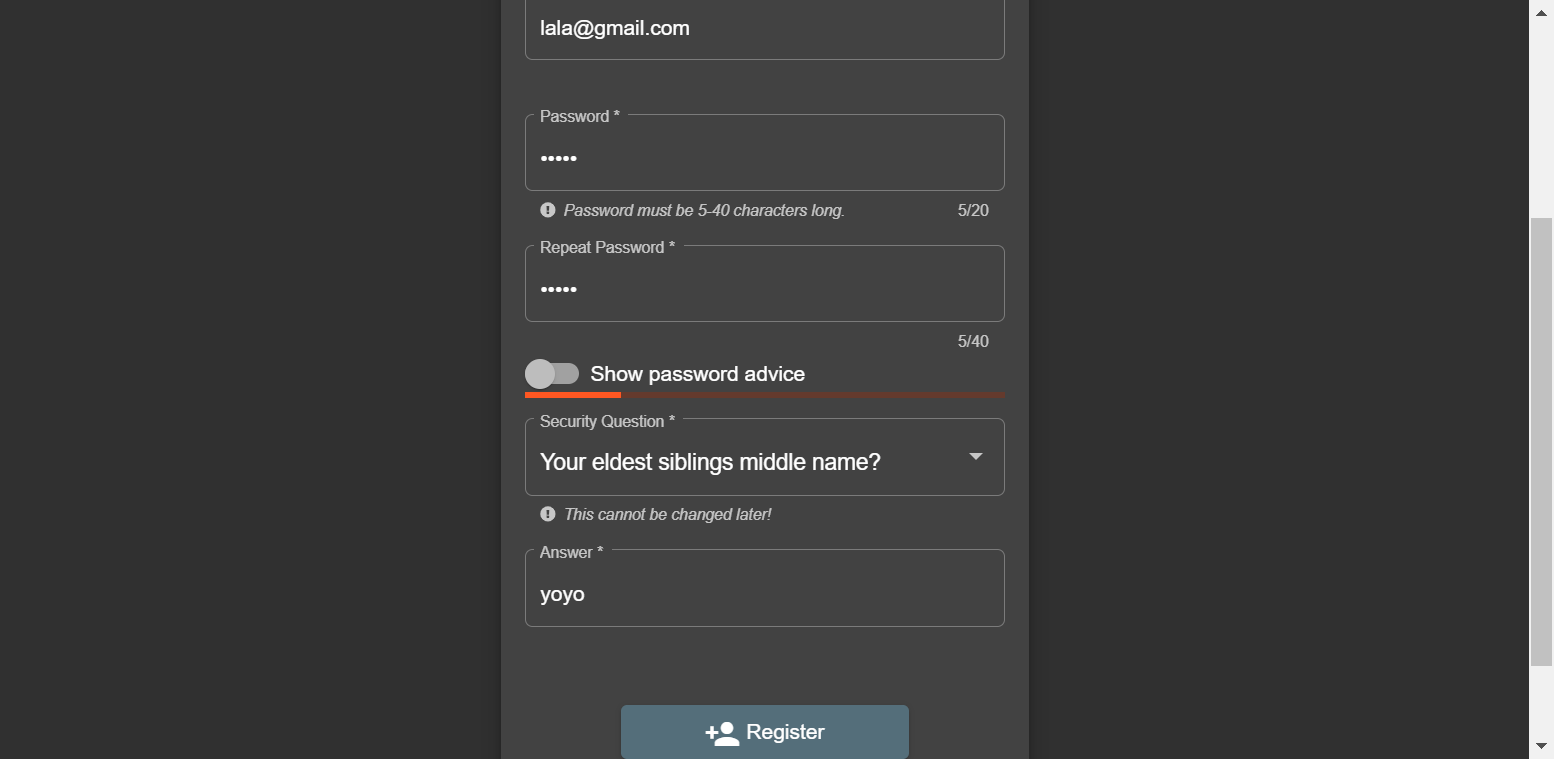 lala@gmail.com
Password *
•••••
Password must be 5-40 characters long.
5/20
Repeat Password *
•••••
5/40
Show password advice
Security Question *
Your eldest siblings middle name?
This cannot be changed later!
Answer *
yoyo
Register